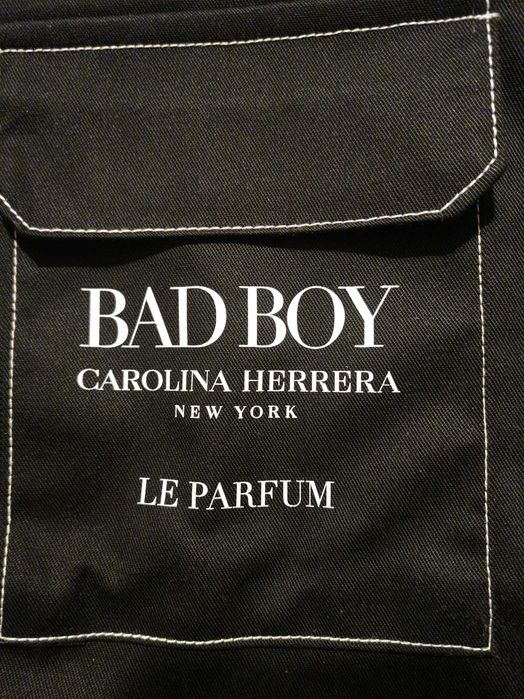 BAD BOY
CAROLINA HERRERA
NEW YORK
LE PARFUM